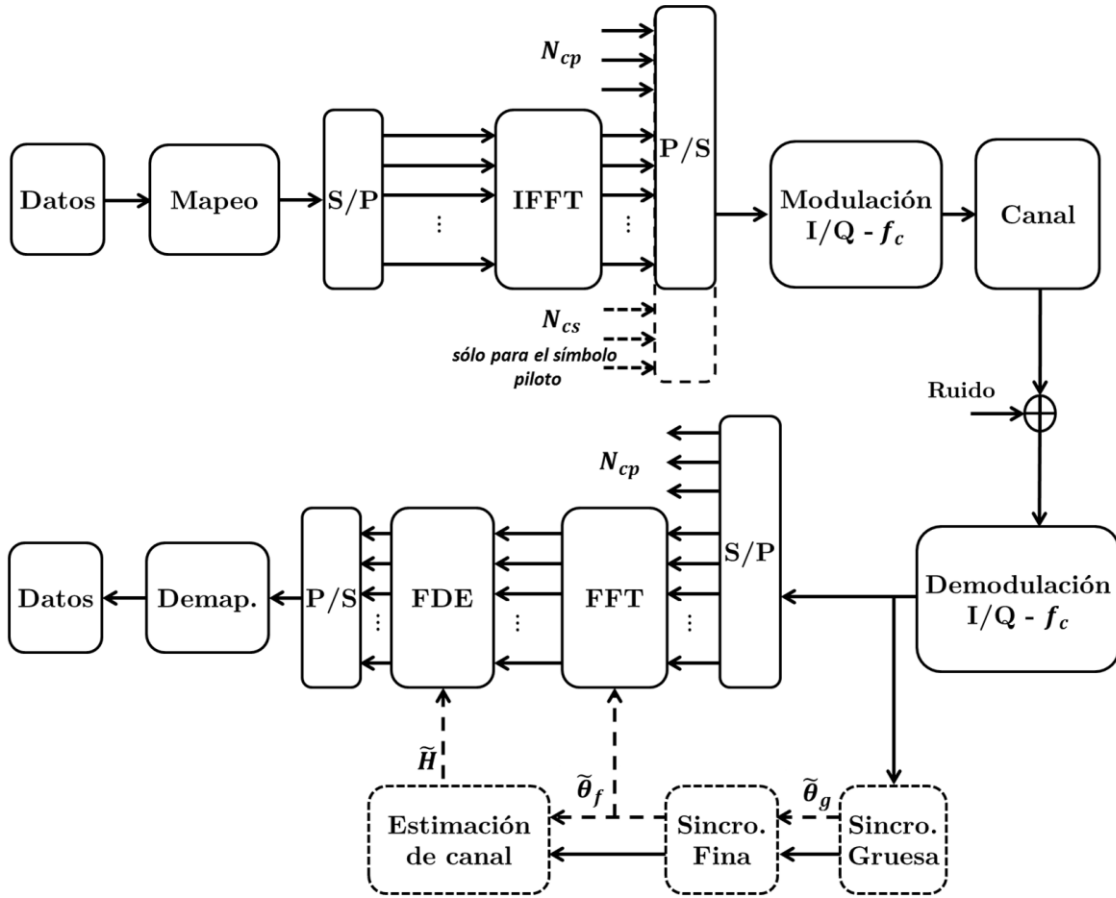 N_cp
Datos
Mapeo
S/P
⋮
IFFT
⋮
P/S
Modulación
I/Q - f_c
Canal
N_cs
sólo para el símbolo
piloto
Ruido
N_cp
Datos
Demap.
P/S
⋮
FDE
⋮
FFT
⋮
S/P
Demodulación
I/Q - f_c
H̃
θ̃_f
θ̃_g
Estimación
de canal
Sincro.
Fina
Sincro.
Gruesa